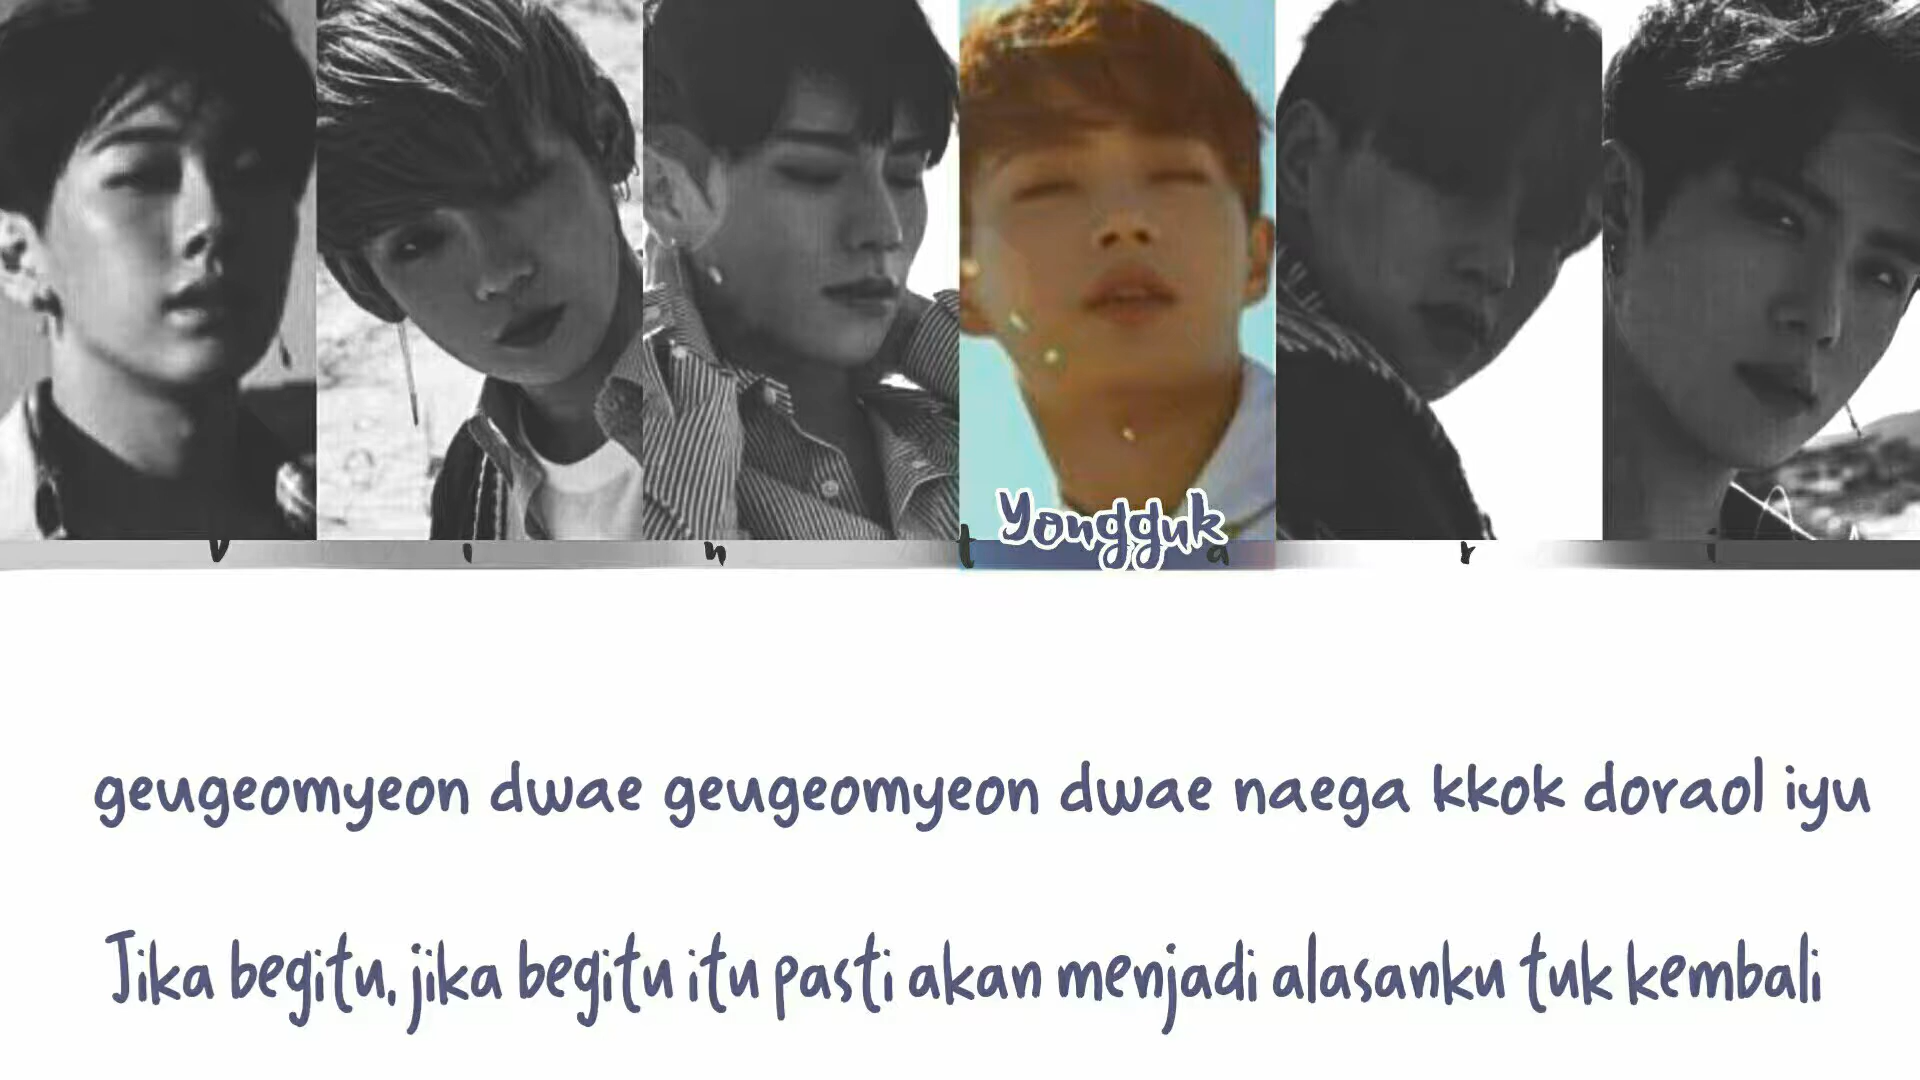 Yongguk
v i n t a r i
geugeomyeon dwae geugeomyeon dwae naega kkok doraol iyu
Jika begitu, jika begitu itu pasti akan menjadi alasanku tuk kembali